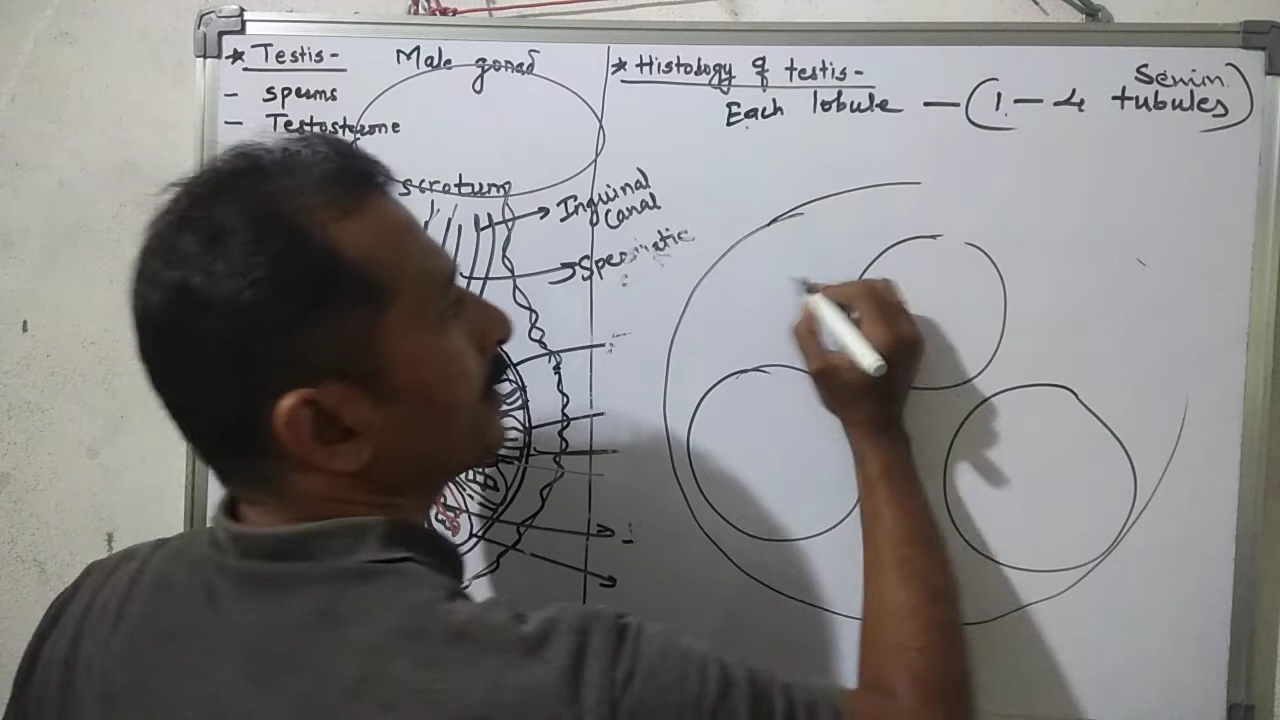 * Testis-
Male gonad
- sperms
- Testosterone
scrotum
Inguinal
Canal
* Histology of testis-
Each lobule — (1 - 4 tubules)
Semin